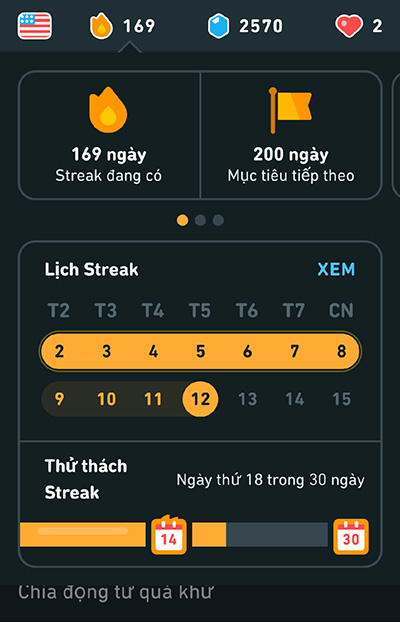 169 2570 2
169 ngày 200 ngày
Streak đang có Mục tiêu tiếp theo
Lịch Streak XEM
T2 T3 T4 T5 T6 T7 CN
2 3 4 5 6 7 8
9 10 11 12 13 14 15
Thử thách
Streak
Ngày thứ 18 trong 30 ngày
14 30
Chia động từ quá khứ